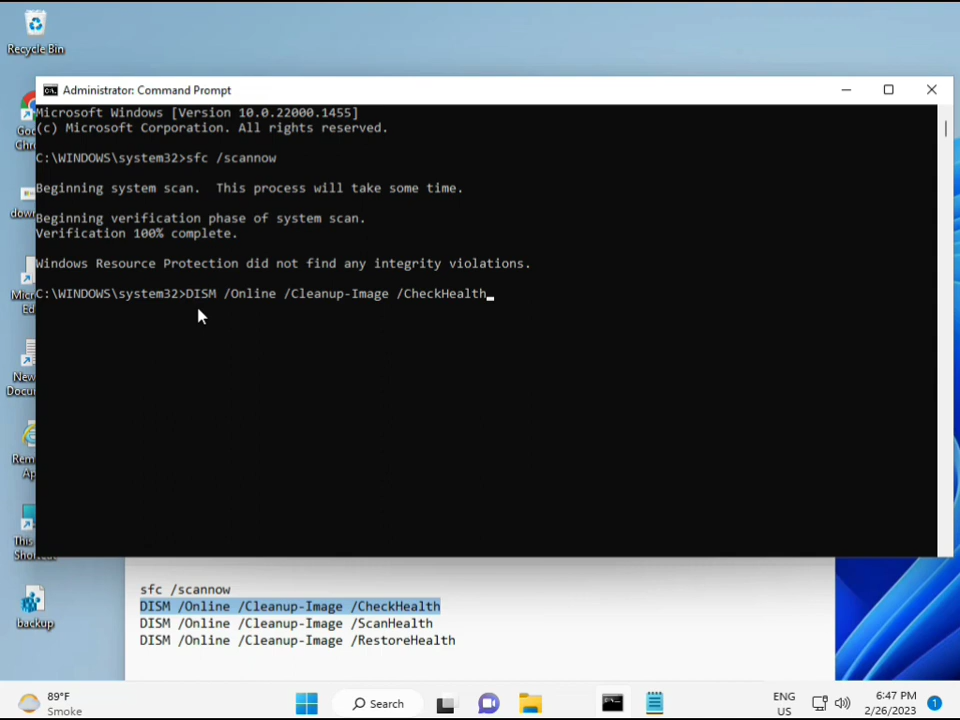 Recycle Bin
Administrator: Command Prompt
Microsoft Windows [Version 10.0.22000.1455]
(c) Microsoft Corporation. All rights reserved.
C:\WINDOWS\system32>sfc /scannow
Beginning system scan.  This process will take some time.
Beginning verification phase of system scan.
Verification 100% complete.
Windows Resource Protection did not find any integrity violations.
C:\WINDOWS\system32>DISM /Online /Cleanup-Image /CheckHealth
backup
sfc /scannow
DISM /Online /Cleanup-Image /CheckHealth
DISM /Online /Cleanup-Image /ScanHealth
DISM /Online /Cleanup-Image /RestoreHealth
89°F
Smoke
Search
ENG
US
6:47 PM
2/26/2023
1